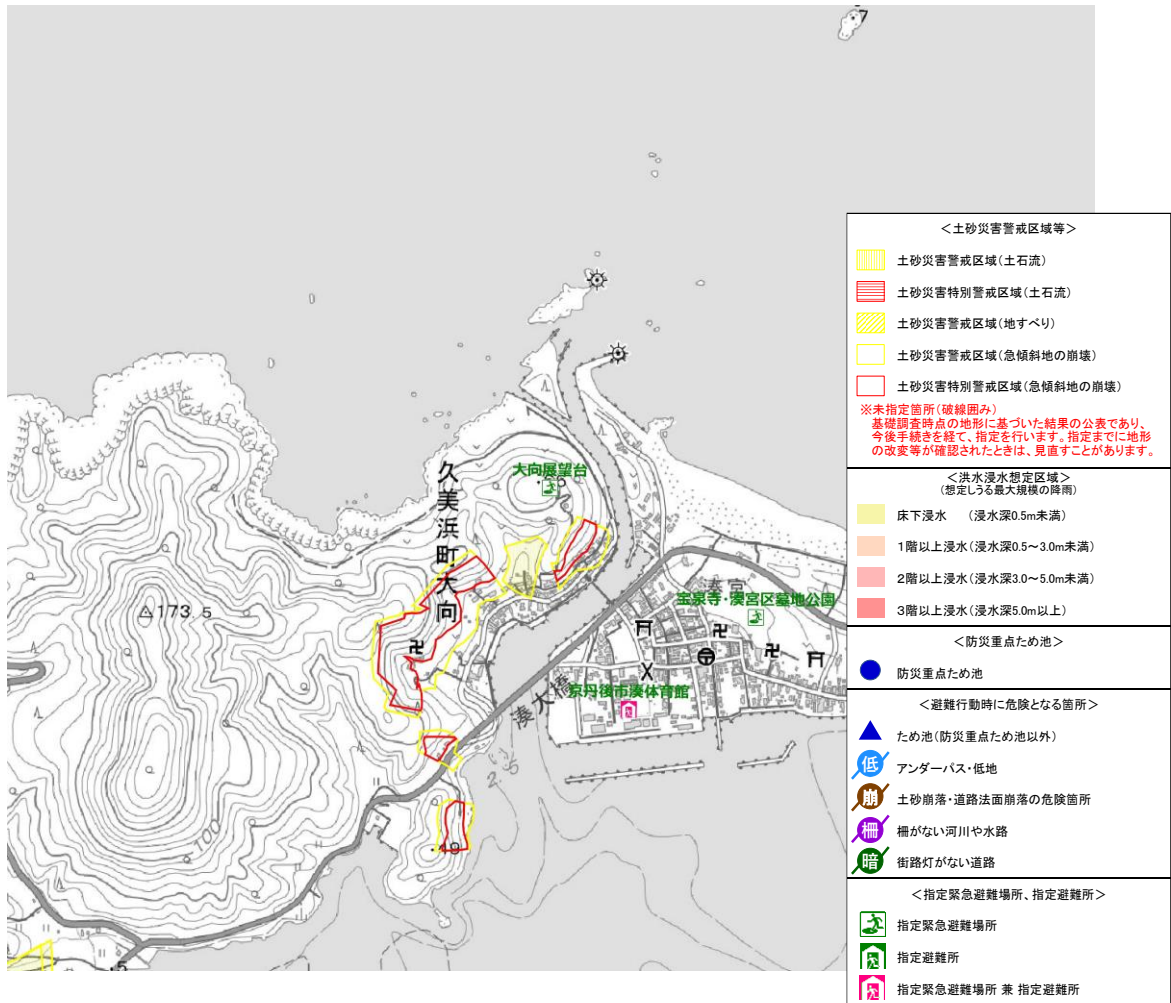 7
大向展望台
久美浜町大向
173.5
湊宮
宝泉寺・湊宮区墓地公園
京丹後市湊体育館
湊大橋
2.5
49
100
<土砂災害警戒区域等>
土砂災害警戒区域(土石流)
土砂災害特別警戒区域(土石流)
土砂災害警戒区域(地すべり)
土砂災害警戒区域(急傾斜地の崩壊)
土砂災害特別警戒区域(急傾斜地の崩壊)
※未指定箇所(破線囲み)
基礎調査時点の地形に基づいた結果の公表であり、
今後手続きを経て、指定を行います。指定までに地形
の改変等が確認されたときは、見直すことがあります。
<洪水浸水想定区域>
(想定しうる最大規模の降雨)
床下浸水 (浸水深0.5m未満)
1階以上浸水(浸水深0.5~3.0m未満)
2階以上浸水(浸水深3.0~5.0m未満)
3階以上浸水(浸水深5.0m以上)
<防災重点ため池>
防災重点ため池
<避難行動時に危険となる箇所>
ため池(防災重点ため池以外)
低 アンダーパス・低地
崩 土砂崩落・道路法面崩落の危険箇所
柵 柵がない河川や水路
暗 街路灯がない道路
<指定緊急避難場所、指定避難所>
指定緊急避難場所
指定避難所
指定緊急避難場所 兼 指定避難所